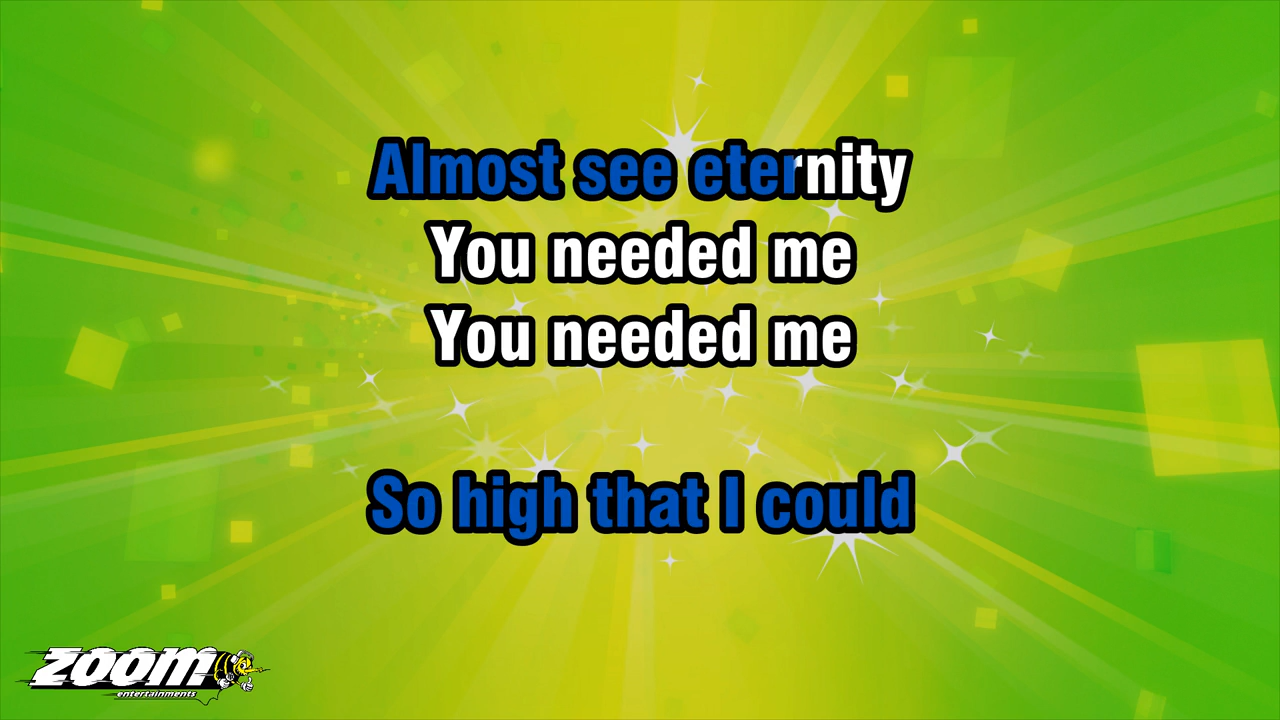 Almost see eternity
You needed me
You needed me
So high that I could
ZOOM
entertainments